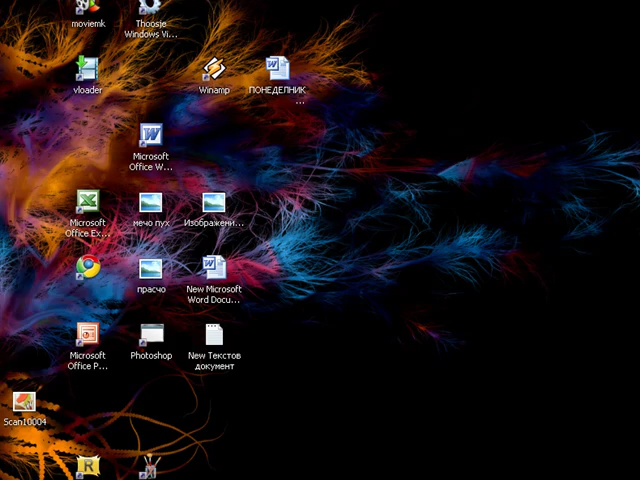 moviemk
Thoosje
Windows Vi...
vloader
Winamp
ПОНЕДЕЛНИК
...
Microsoft
Office W...
Microsoft
Office Ex...
мечо пух
Изображени...
прасчо
New Microsoft
Word Docu...
Microsoft
Office P...
Photoshop
New Текстов
документ
Scan10004